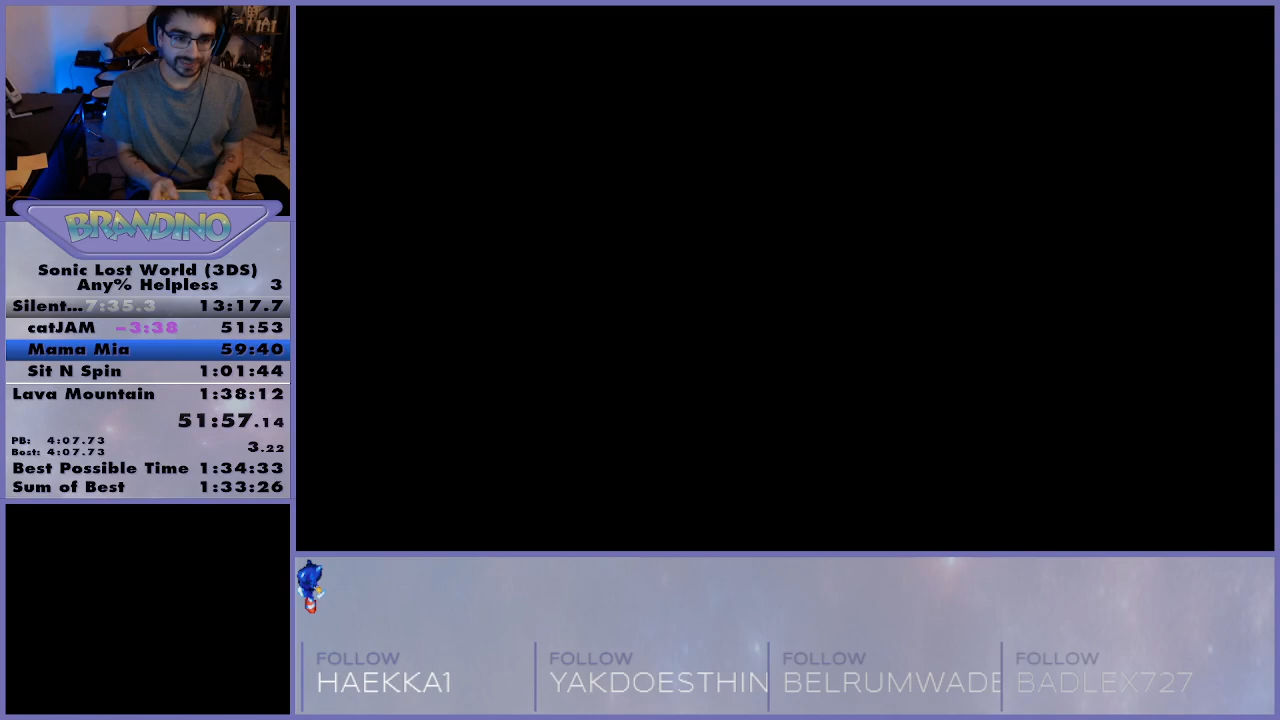 BRANDINO
Sonic Lost World (3DS)
Any% Helpless 3
Silent... 7:35.3 13:17.7
catJAM -3:38 51:53
Mama Mia 59:40
Sit N Spin 1:01:44
Lava Mountain 1:38:12
51:57.14
PB: 4:07.73
Best: 4:07.73
3.22
Best Possible Time 1:34:33
Sum of Best 1:33:26
FOLLOW
HAEKKA1
FOLLOW
YAKDOESTHIN
FOLLOW
BELRUMWADE
FOLLOW
BADLEX727